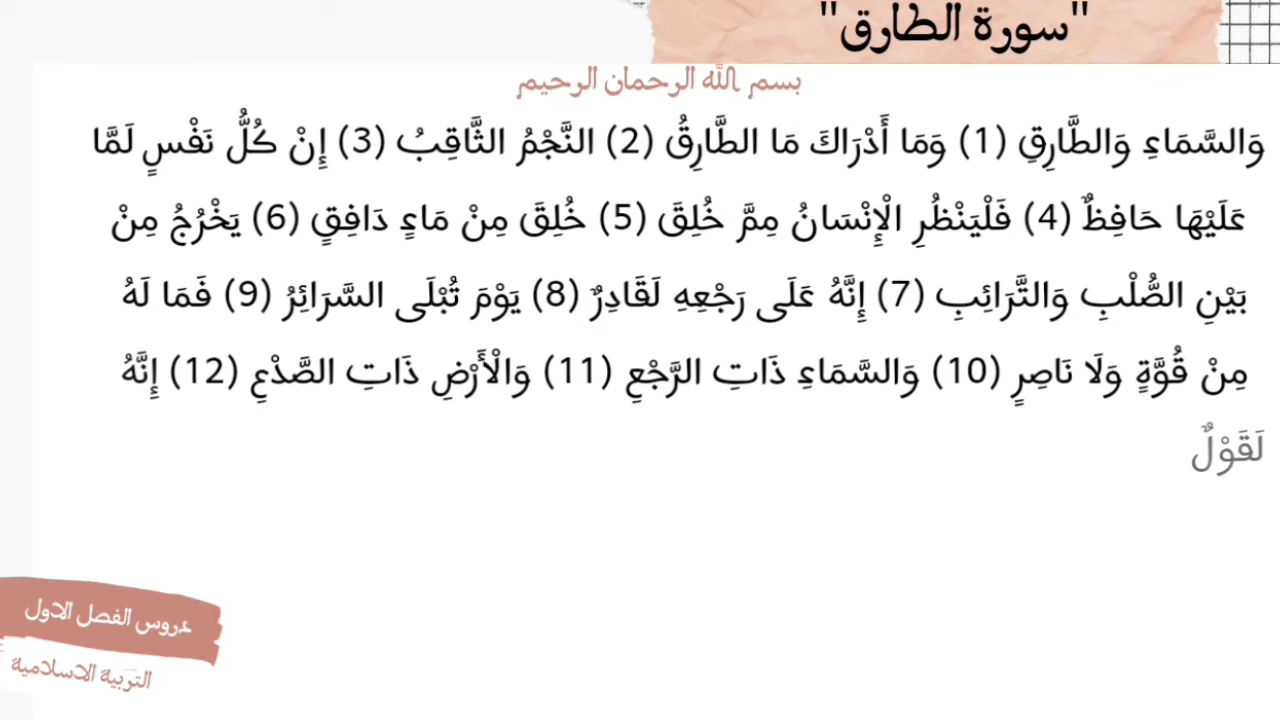 "سورة الطارق"
بسم الله الرحمان الرحيم
وَالسَّمَاءِ وَالطَّارِقِ (1) وَمَا أَدْرَاكَ مَا الطَّارِقُ (2) النَّجْمُ الثَّاقِبُ (3) إِنْ كُلُّ نَفْسٍ لَمَّا
عَلَيْهَا حَافِظٌ (4) فَلْيَنْظُرِ الْإِنْسَانُ مِمَّ خُلِقَ (5) خُلِقَ مِنْ مَاءٍ دَافِقٍ (6) يَخْرُجُ مِنْ
بَيْنِ الصُّلْبِ وَالتَّرَائِبِ (7) إِنَّهُ عَلَى رَجْعِهِ لَقَادِرٌ (8) يَوْمَ تُبْلَى السَّرَائِرُ (9) فَمَا لَهُ
مِنْ قُوَّةٍ وَلَا نَاصِرٍ (10) وَالسَّمَاءِ ذَاتِ الرَّجْعِ (11) وَالْأَرْضِ ذَاتِ الصَّدْعِ (12) إِنَّهُ
لَقَوْلٌ
دروس الفصل الاول
التربية الاسلامية